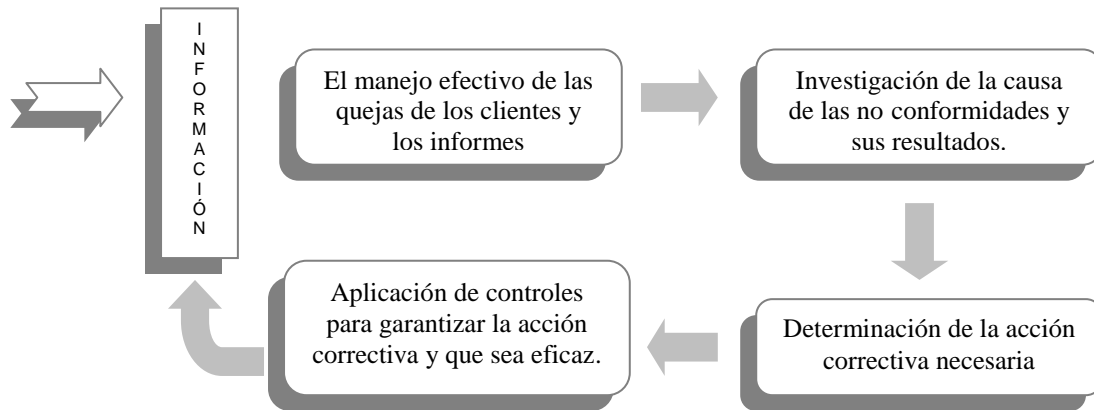 INFORMACIÓN
El manejo efectivo de las
quejas de los clientes y
los informes
Investigación de la causa
de las no conformidades y
sus resultados.
Aplicación de controles
para garantizar la acción
correctiva y que sea eficaz.
Determinación de la acción
correctiva necesaria